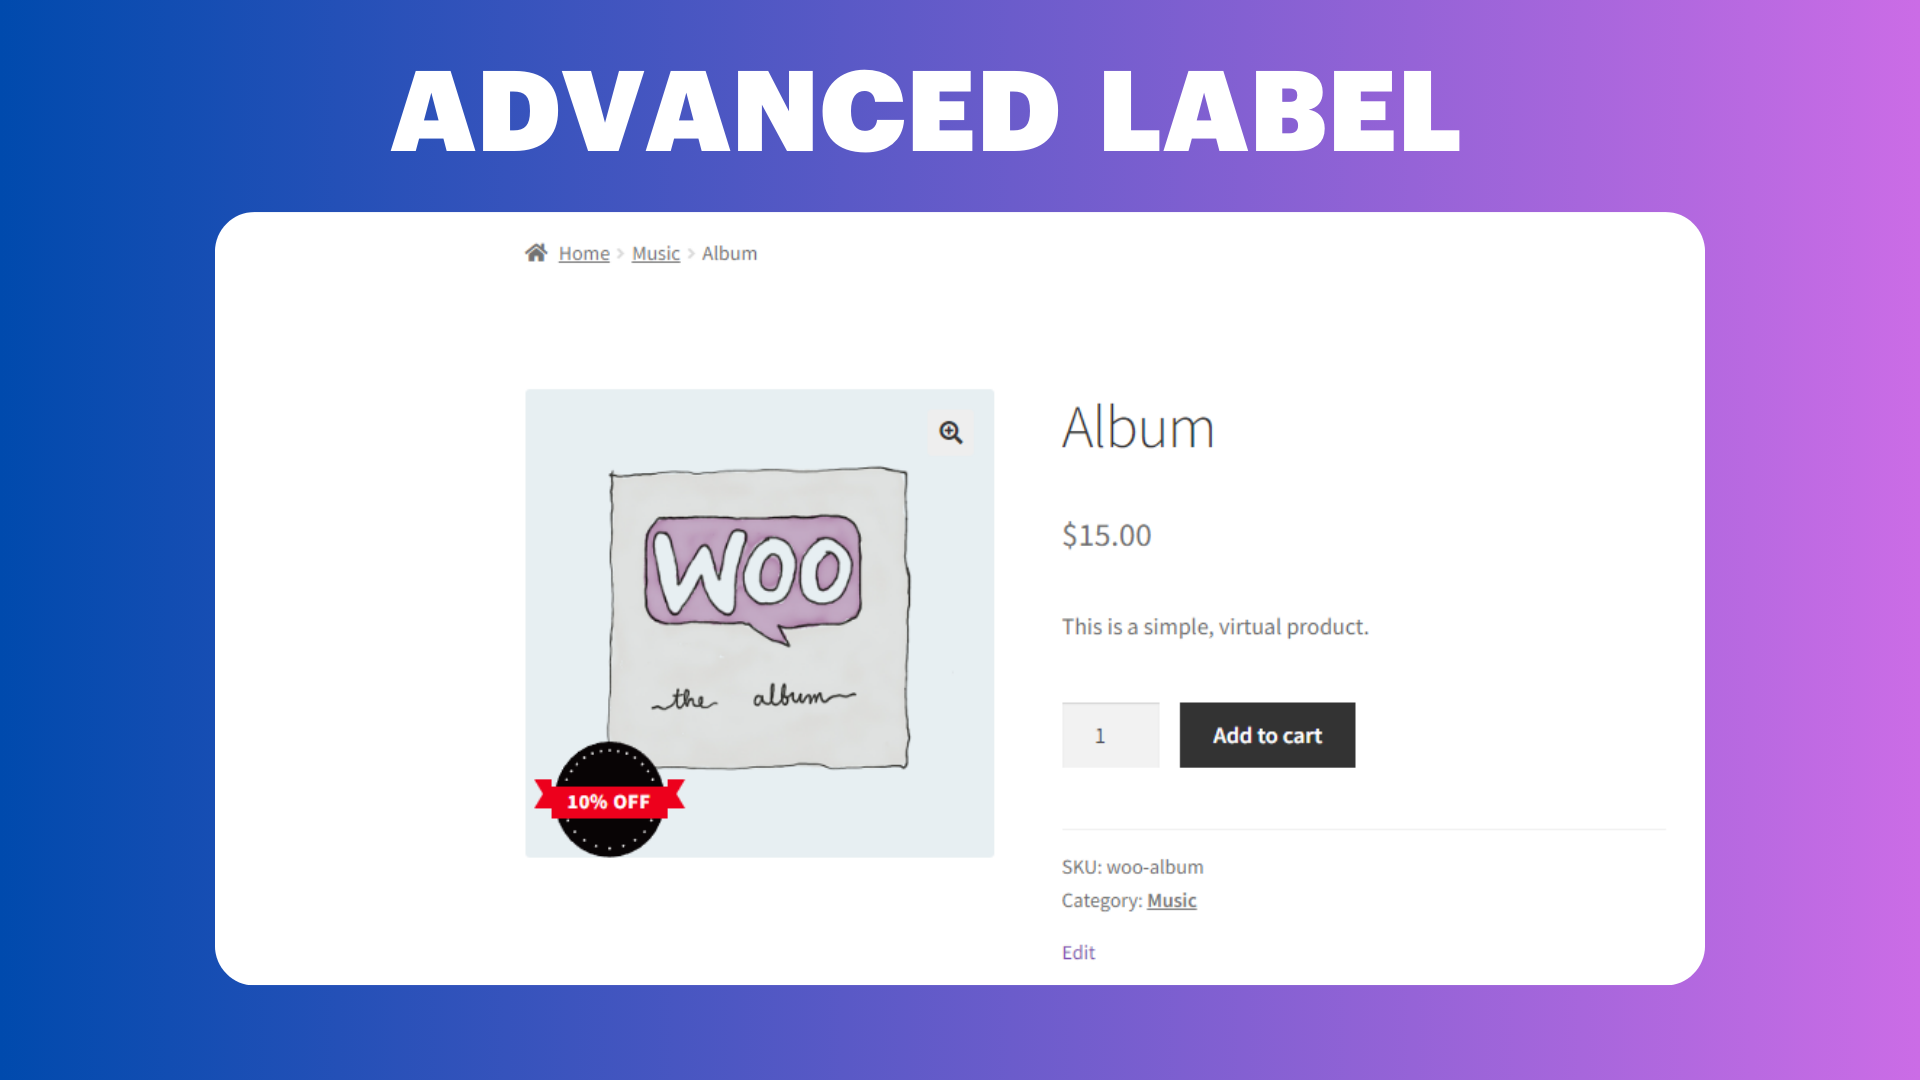 ADVANCED LABEL
Home > Music > Album
WOO
the album
10% OFF
Album
$15.00
This is a simple, virtual product.
1
Add to cart
SKU: woo-album
Category: Music
Edit